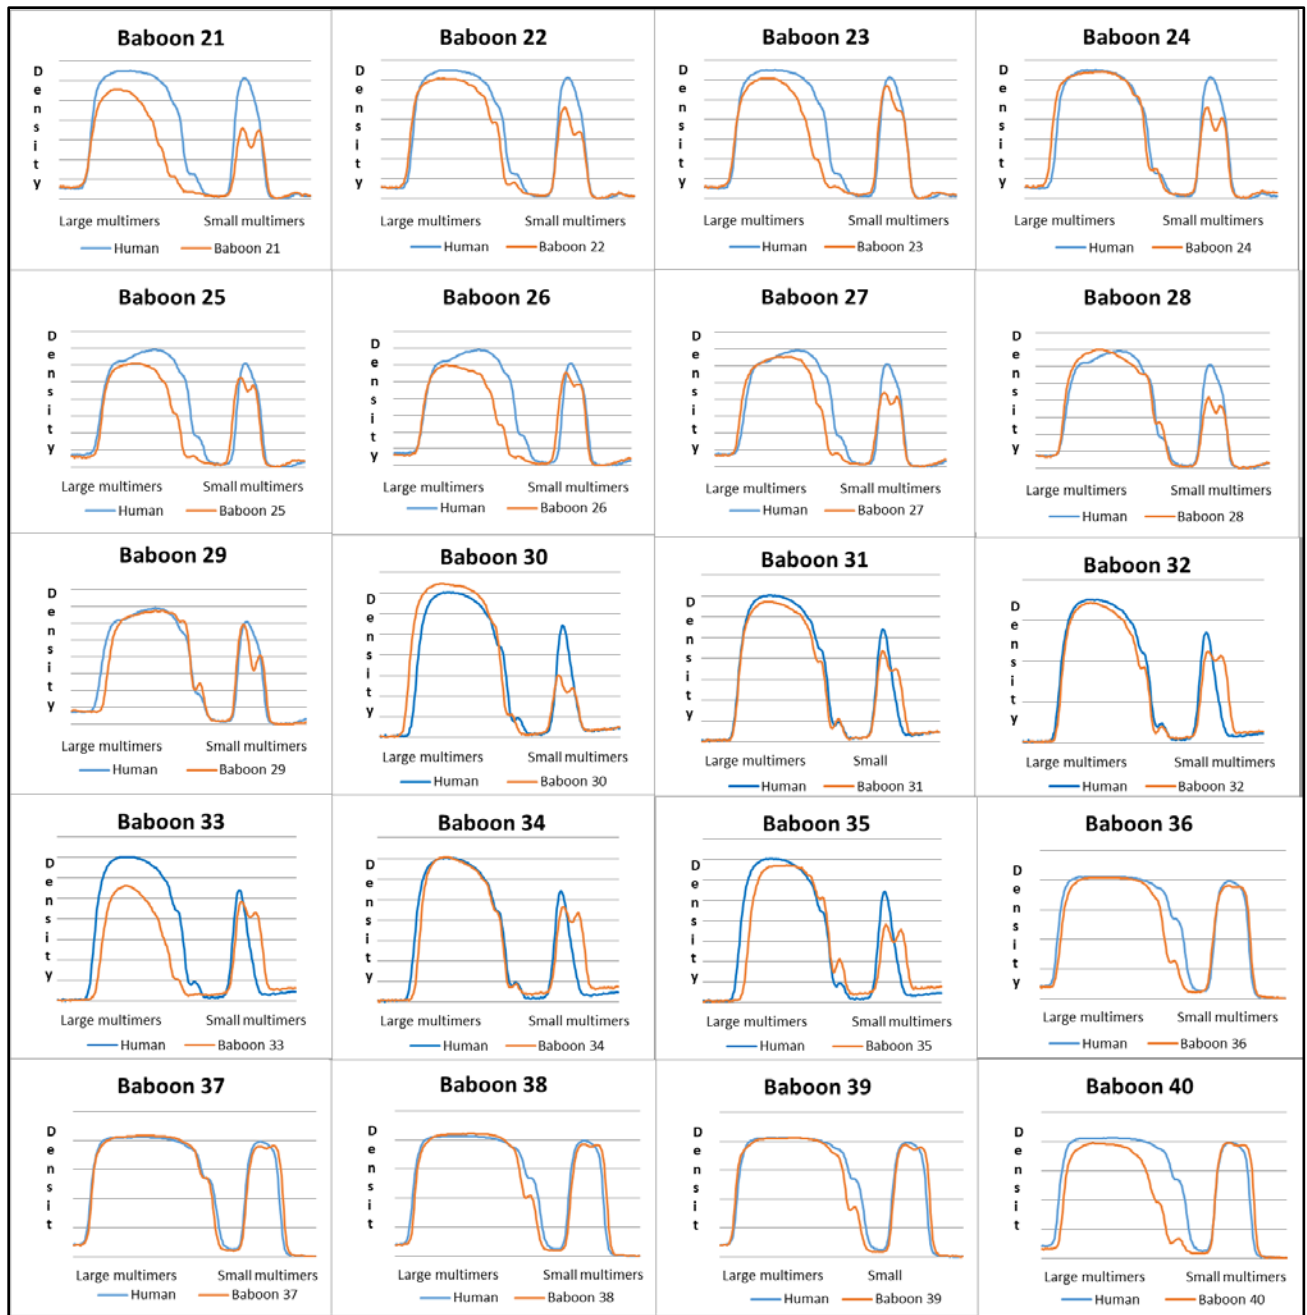 Baboon 21
Density
Large multimers Small multimers
Human Baboon 21
Baboon 22
Density
Large multimers Small multimers
Human Baboon 22
Baboon 23
Density
Large multimers Small multimers
Human Baboon 23
Baboon 24
Density
Large multimers Small multimers
Human Baboon 24
Baboon 25
Density
Large multimers Small multimers
Human Baboon 25
Baboon 26
Density
Large multimers Small multimers
Human Baboon 26
Baboon 27
Density
Large multimers Small multimers
Human Baboon 27
Baboon 28
Density
Large multimers Small multimers
Human Baboon 28
Baboon 29
Density
Large multimers Small multimers
Human Baboon 29
Baboon 30
Density
Large multimers Small multimers
Human Baboon 30
Baboon 31
Density
Large multimers Small
Human Baboon 31
Baboon 32
Density
Large multimers Small multimers
Human Baboon 32
Baboon 33
Density
Large multimers Small multimers
Human Baboon 33
Baboon 34
Density
Large multimers Small multimers
Human Baboon 34
Baboon 35
Density
Large multimers Small multimers
Human Baboon 35
Baboon 36
Density
Large multimers Small multimers
Human Baboon 36
Baboon 37
Density
Large multimers Small multimers
Human Baboon 37
Baboon 38
Density
Large multimers Small multimers
Human Baboon 38
Baboon 39
Density
Large multimers Small
Human Baboon 39
Baboon 40
Density
Large multimers Small multimers
Human Baboon 40